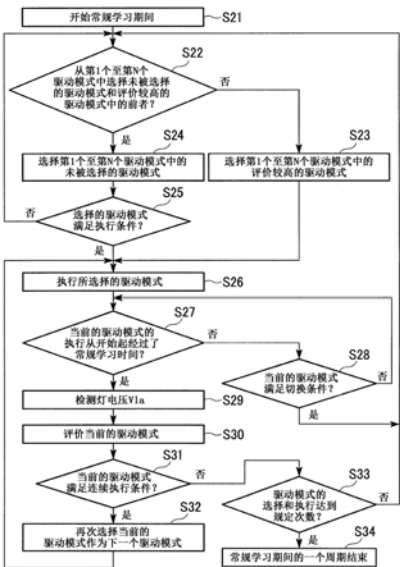 开始常规学习期间
S21
从第1个至第N个
驱动模式中选择未被选择
的驱动模式和评价较高的
驱动模式中的前者？
S22
否
是
S24
选择第1个至第N个驱动模式中的
未被选择的驱动模式
S23
选择第1个至第N个驱动模式中的
评价较高的驱动模式
S25
选择的驱动模式
满足执行条件？
否
是
执行所选择的驱动模式
S26
S27
当前的驱动模式的
执行从开始起经过了
常规学习时间？
否
是
S28
当前的驱动模式
满足切换条件？
否
是
检测灯电压Vla
S29
评价当前的驱动模式
S30
S31
当前的驱动模式
满足连续执行条件？
否
是
S32
再次选择当前的
驱动模式作为下一个驱动模式
S33
驱动模式的
选择和执行达到
规定次数？
否
是
S34
常规学习期间的一个周期结束